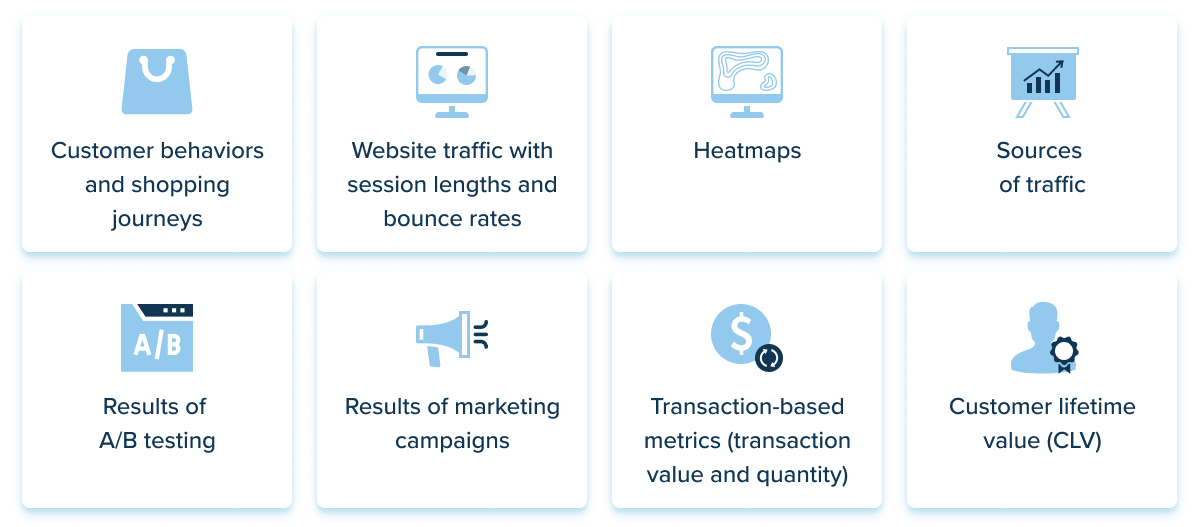 Customer behaviors
and shopping
journeys
Website traffic with
session lengths and
bounce rates
Heatmaps
Sources
of traffic
A/B
Results of
A/B testing
Results of marketing
campaigns
$
Transaction-based
metrics (transaction
value and quantity)
Customer lifetime
value (CLV)